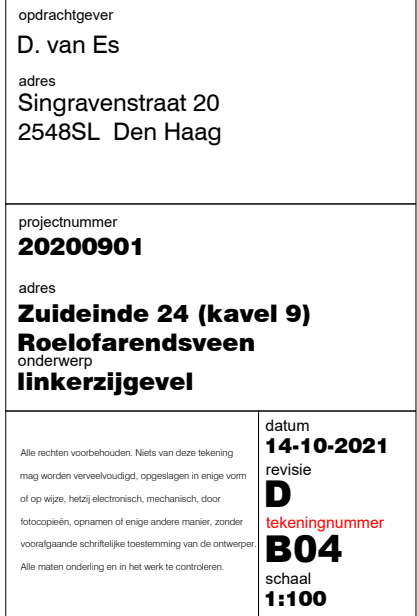 opdrachtgever
D. van Es
adres
Singravenstraat 20
2548SL  Den Haag
projectnummer
20200901
adres
Zuideinde 24 (kavel 9)
Roelofarendsveen
onderwerp
linkerzijgevel
Alle rechten voorbehouden. Niets van deze tekening
mag worden verveelvoudigd, opgeslagen in enige vorm
of op wijze, hetzij electronisch, mechanisch, door
fotocopieën, opnamen of enige andere manier, zonder
voorafgaande schriftelijke toestemming van de ontwerper.
Alle maten onderling en in het werk te controleren.
datum
14-10-2021
revisie
D
tekeningnummer
B04
schaal
1:100